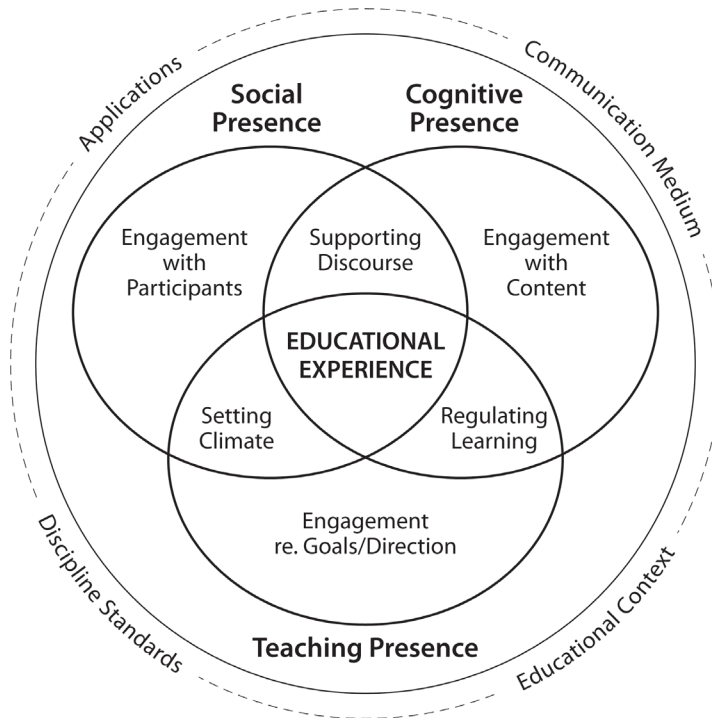 Applications
Communication Medium
Social
Presence
Cognitive
Presence
Engagement
with
Participants
Supporting
Discourse
Engagement
with
Content
EDUCATIONAL
EXPERIENCE
Setting
Climate
Regulating
Learning
Engagement
re. Goals/Direction
Teaching Presence
Discipline Standards
Educational Context